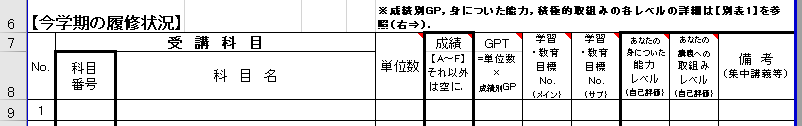 6 【今学期の履修状況】 ※成績別GP，身についた能力，積極的取組みの各レベルの詳細は【別表1】を参
照（右⇒）．
7 受 講 科 目
8
No.
科目
番号
科 目 名
単位数
成績
【A～F】
それ以外
は空に．
GPT
=単位数
×
成績別GP
学習
・教育
目標
No.
(メイン)
学習
・教育
目標
No.
(サブ)
あなたの
身についた
能力
レベル
(自己評価)
あなたの
講義への
取組み
レベル
(自己評価)
備 考
（集中講義等）
9 1